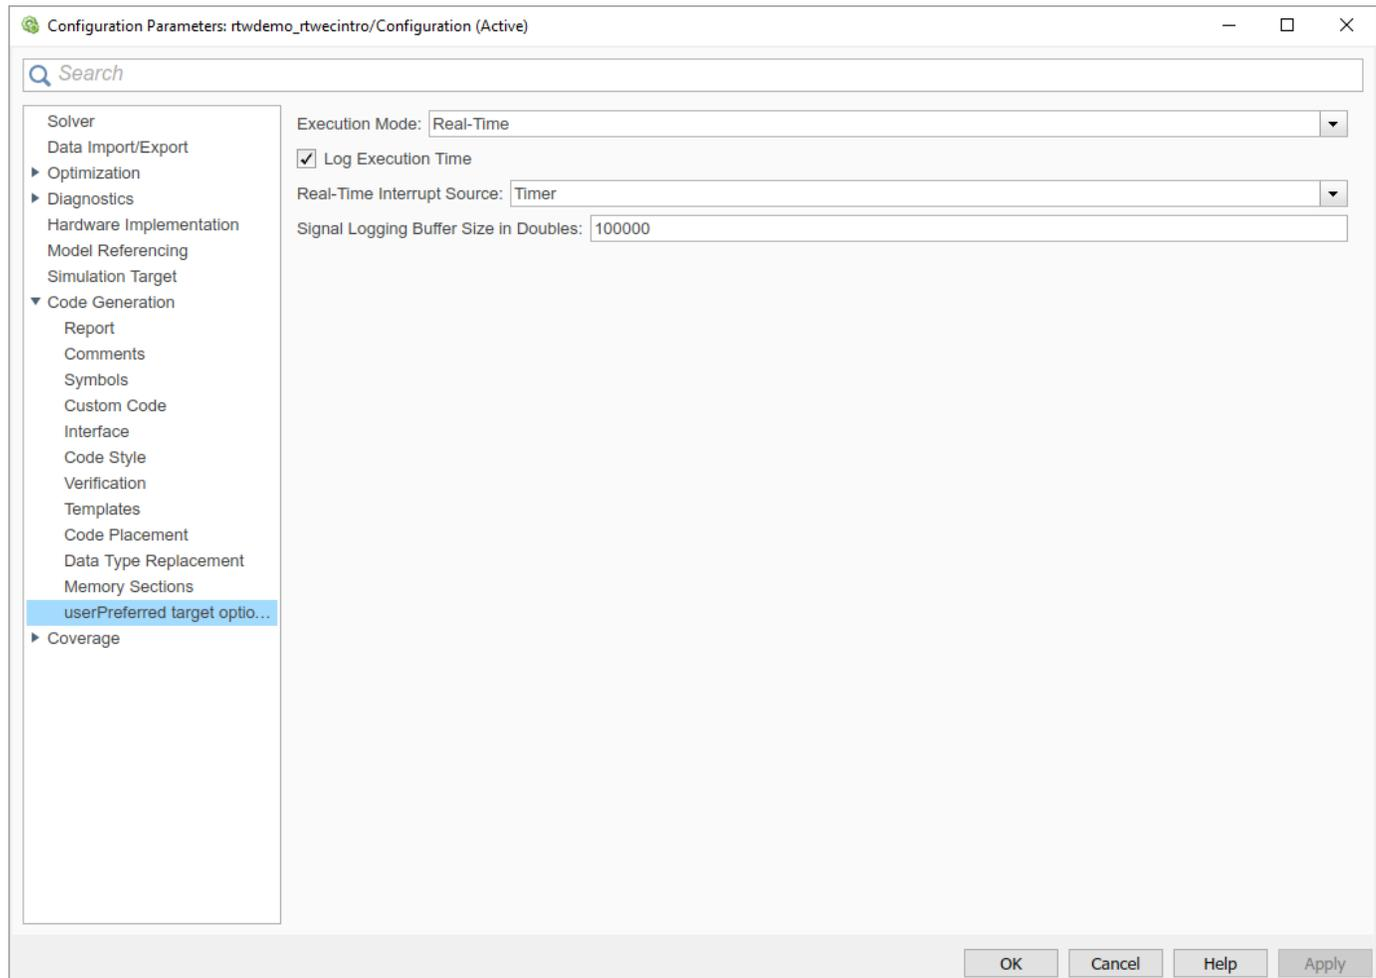 Configuration Parameters: rtwdemo_rtwecintro/Configuration (Active)
Search
Solver
Data Import/Export
Optimization
Diagnostics
Hardware Implementation
Model Referencing
Simulation Target
Code Generation
Report
Comments
Symbols
Custom Code
Interface
Code Style
Verification
Templates
Code Placement
Data Type Replacement
Memory Sections
userPreferred target optio...
Coverage
Execution Mode: Real-Time
Log Execution Time
Real-Time Interrupt Source: Timer
Signal Logging Buffer Size in Doubles: 100000
OK Cancel Help Apply